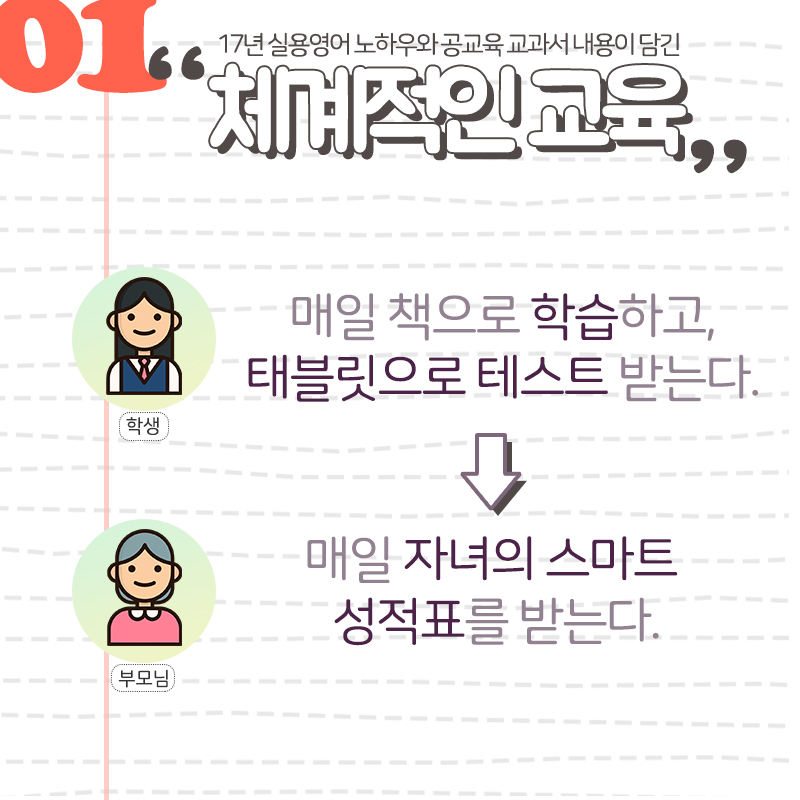 01
17년 실용영어 노하우와 공교육 교과서 내용이 담긴
“체계적인 교육”
매일 책으로 학습하고,
태블릿으로 테스트 받는다.
학생
매일 자녀의 스마트
성적표를 받는다.
부모님